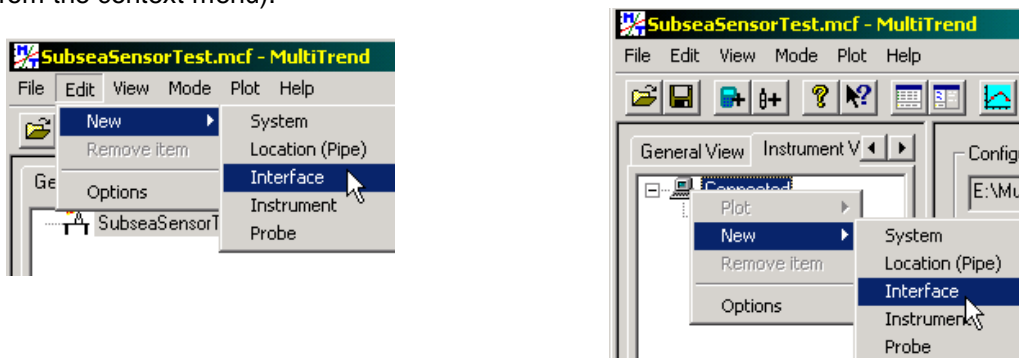 from the context menu).
SubseaSensorTest.mcf - MultiTrend
File Edit View Mode Plot Help
New
Remove item
Options
System
Location (Pipe)
Interface
Instrument
Probe
Ge
SubseaSensorT
SubseaSensorTest.mcf - MultiTrend
File Edit View Mode Plot Help
General View Instrument V
Config
Connected
E:\Mu
Plot
New
Remove item
Options
System
Location (Pipe)
Interface
Instrument
Probe